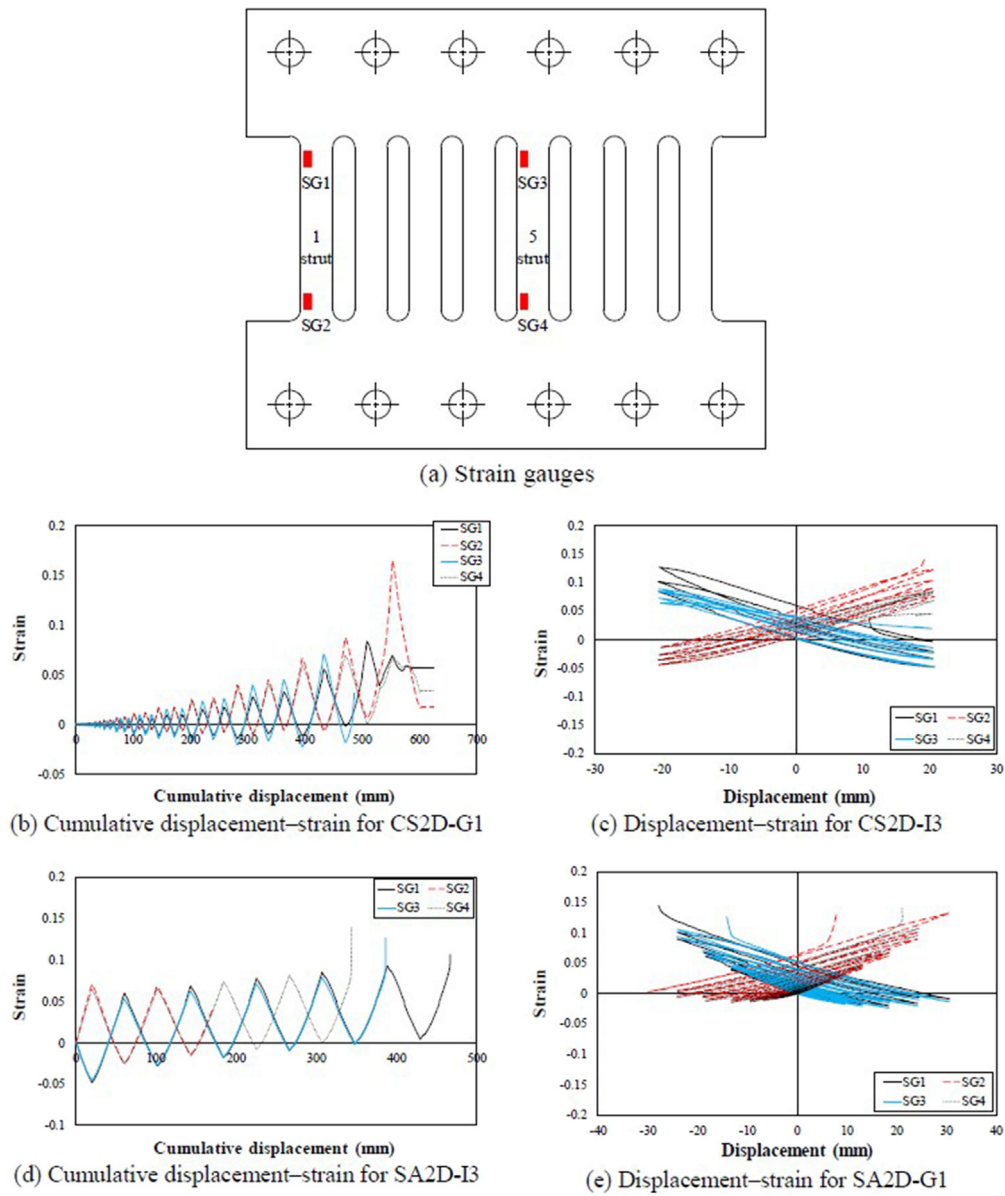 SG1
SG3
1
strut
5
strut
SG2
SG4
(a) Strain gauges
0.2
0.15
0.1
0.05
0
-0.05
0 100 200 300 400 500 600 700
Strain
Cumulative displacement (mm)
SG1
SG2
SG3
SG4
(b) Cumulative displacement–strain for CS2D-G1
0.2
0.15
0.1
0.05
0
-0.05
-0.1
-0.15
-0.2
-30 -20 -10 0 10 20 30
Strain
Displacement (mm)
SG1 SG2
SG3 SG4
(c) Displacement–strain for CS2D-I3
0.2
0.15
0.1
0.05
0
-0.05
-0.1
0 100 200 300 400 500
Strain
Cumulative displacement (mm)
SG1 SG2
SG3 SG4
(d) Cumulative displacement–strain for SA2D-I3
0.2
0.15
0.1
0.05
0
-0.05
-0.1
-0.15
-0.2
-40 -30 -20 -10 0 10 20 30 40
Strain
Displacement (mm)
SG1 SG2
SG3 SG4
(e) Displacement–strain for SA2D-G1